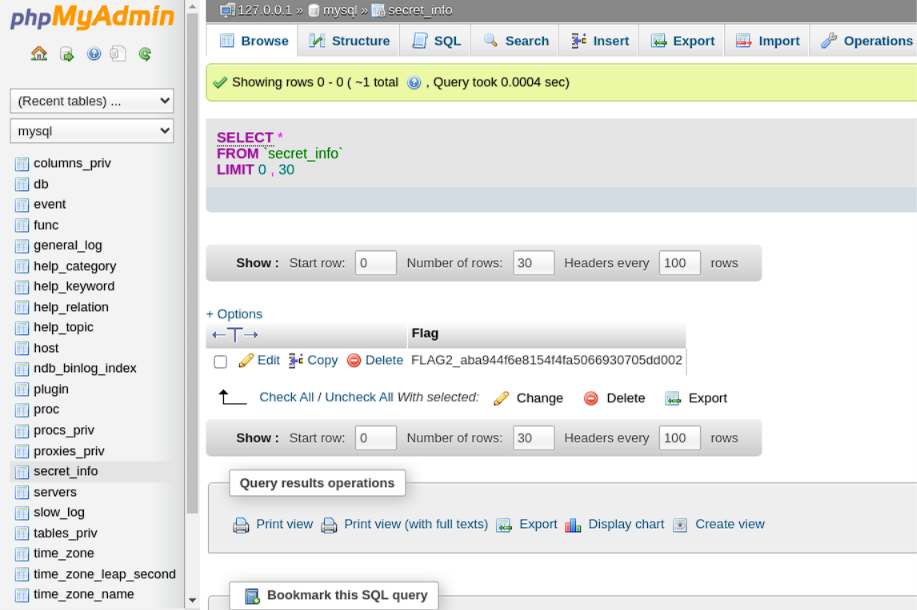 phpMyAdmin
(Recent tables) ...
mysql
columns_priv
db
event
func
general_log
help_category
help_keyword
help_relation
help_topic
host
ndb_binlog_index
plugin
proc
procs_priv
proxies_priv
secret_info
servers
slow_log
tables_priv
time_zone
time_zone_leap_second
time_zone_name
127.0.0.1 » mysql » secret_info
Browse Structure SQL Search Insert Export Import Operations
Showing rows 0 - 0 ( ~1 total , Query took 0.0004 sec)
SELECT *
FROM `secret_info`
LIMIT 0 , 30
Show : Start row: 0 Number of rows: 30 Headers every 100 rows
+ Options
←T→ Flag
Edit Copy Delete FLAG2_aba944f6e8154f4fa5066930705dd002
Check All / Uncheck All With selected: Change Delete Export
Show : Start row: 0 Number of rows: 30 Headers every 100 rows
Query results operations
Print view Print view (with full texts) Export Display chart Create view
Bookmark this SQL query